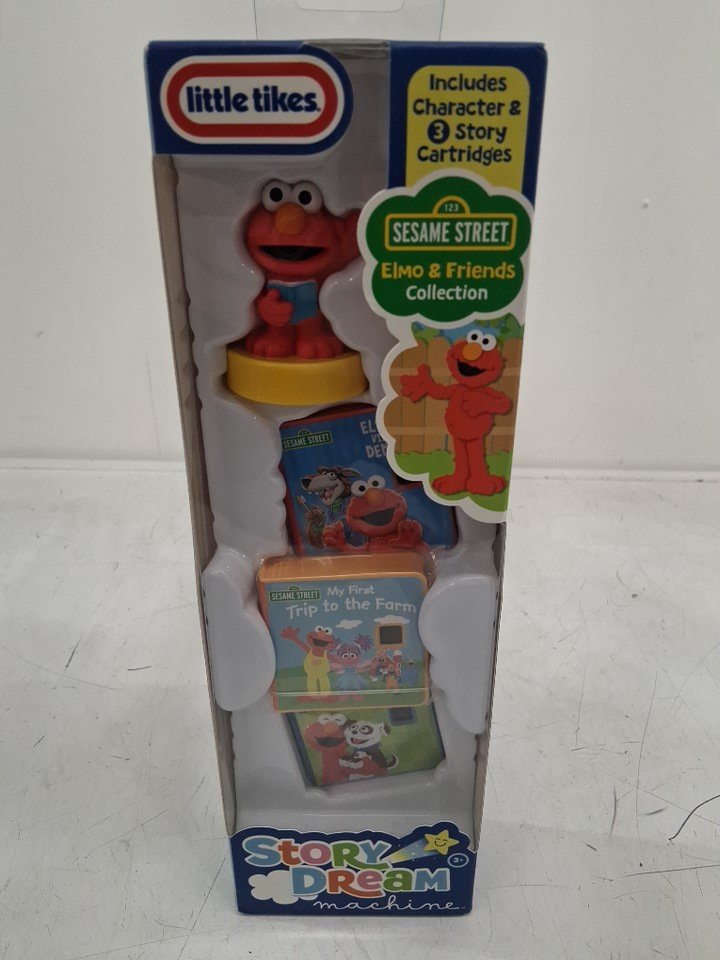 little tikes
Includes
Character &
3 Story
Cartridges
123
SESAME STREET
Elmo & Friends
Collection
SESAME STREET
SESAME STREET
My First
Trip to the Farm
StORY
DReaM
machine
3+